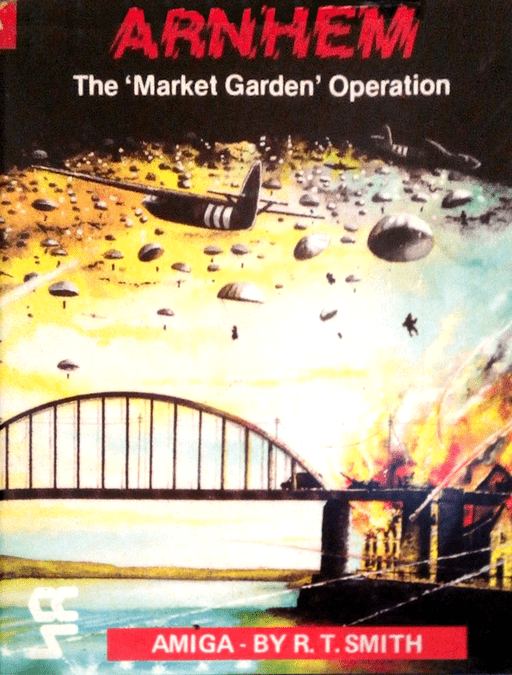 ARNHEM
The ‘Market Garden’ Operation
AMIGA - BY R. T. SMITH